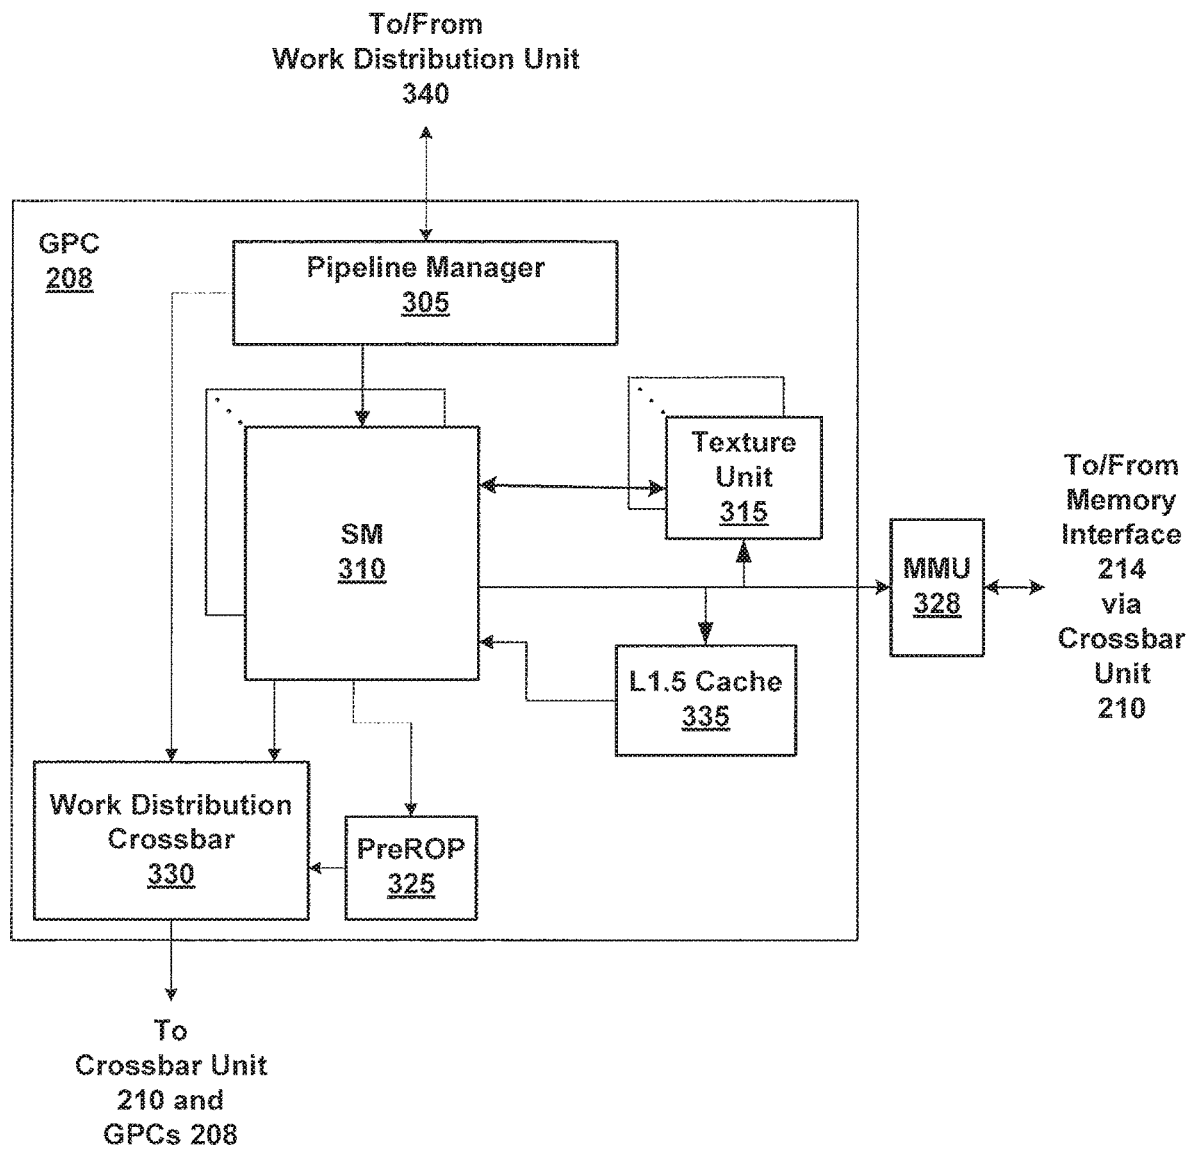 To/From
Work Distribution Unit
340
GPC
208
Pipeline Manager
305
Texture
Unit
315
SM
310
To/From
Memory
Interface
214
via
Crossbar
Unit
210
MMU
328
L1.5 Cache
335
Work Distribution
Crossbar
330
PreROP
325
To
Crossbar Unit
210 and
GPCs 208